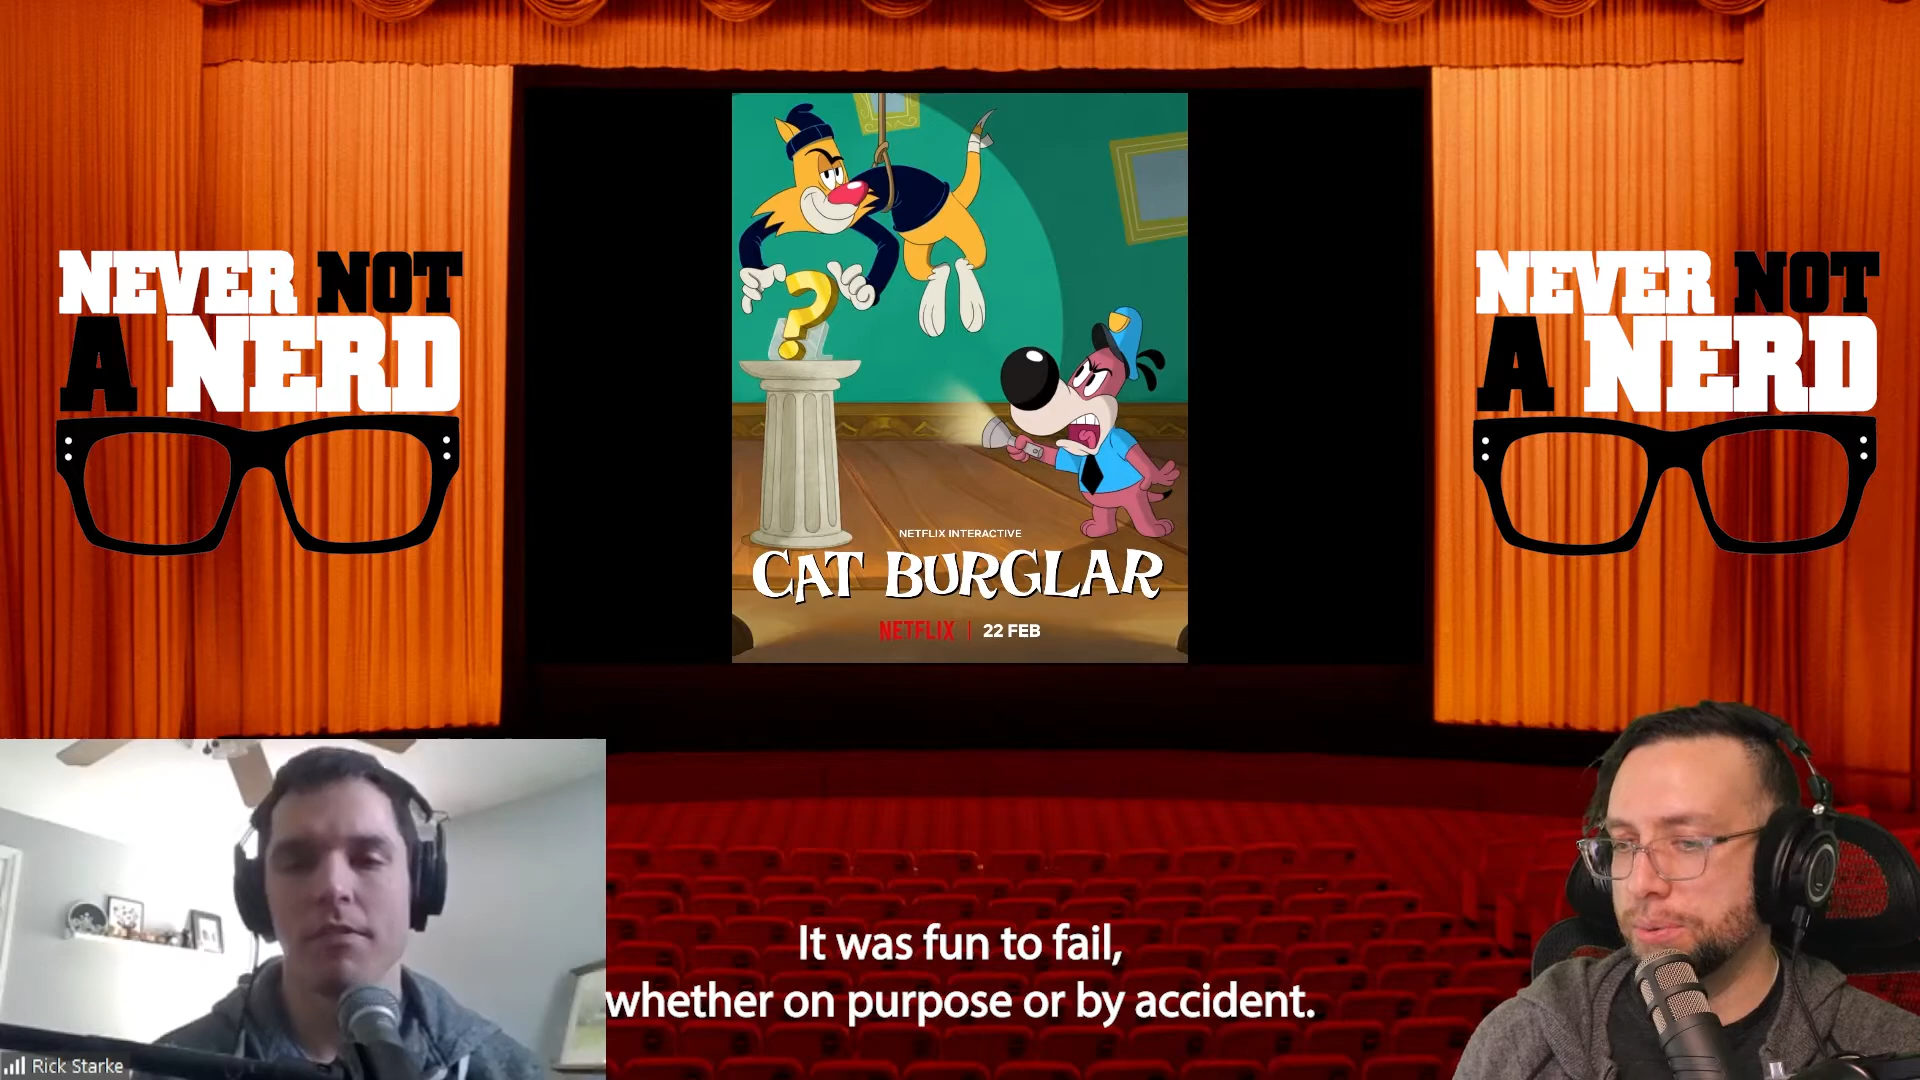 NEVER NOT
A NERD
NETFLIX INTERACTIVE
CAT BURGLAR
NETFLIX | 22 FEB
NEVER NOT
A NERD
It was fun to fail,
whether on purpose or by accident.
Rick Starke